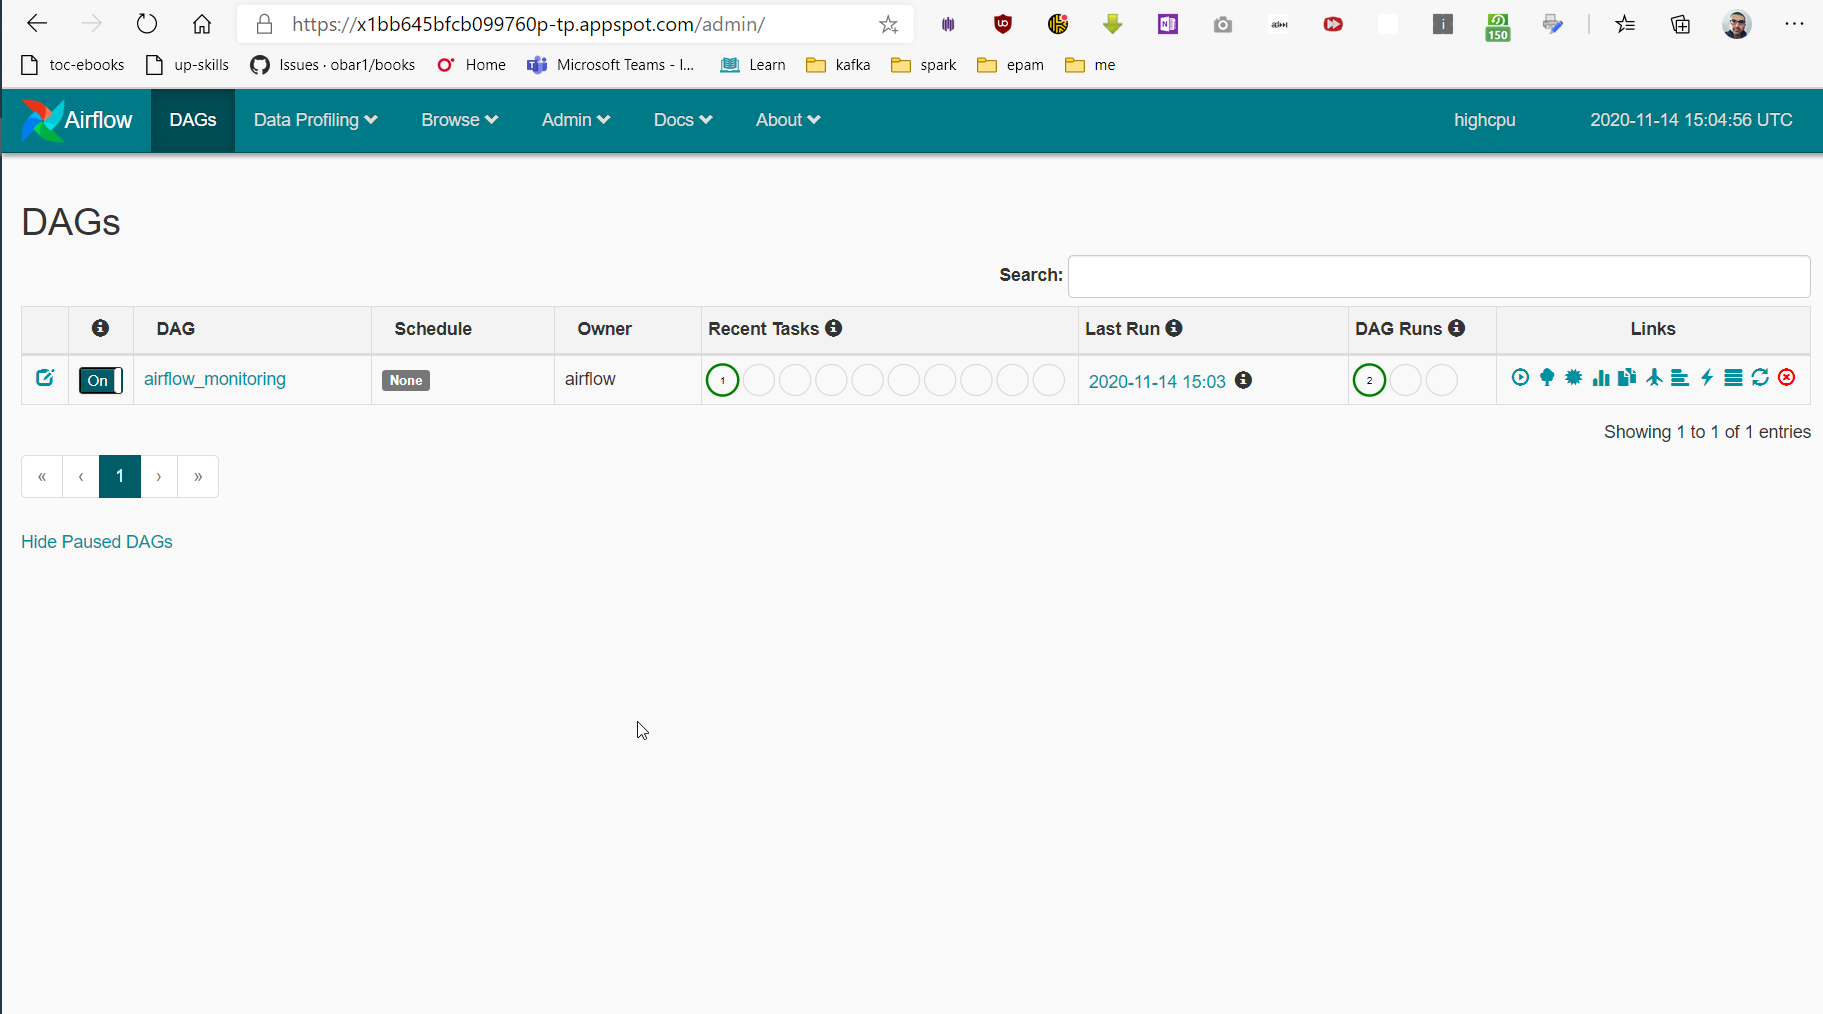 https://x1bb645bfcb099760p-tp.appspot.com/admin/
150
toc-ebooks up-skills Issues · obar1/books Home Microsoft Teams - I... Learn kafka spark epam me
Airflow DAGs Data Profiling Browse Admin Docs About highcpu 2020-11-14 15:04:56 UTC
DAGs
Search:
DAG Schedule Owner Recent Tasks Last Run DAG Runs Links
On airflow_monitoring None airflow 1 2020-11-14 15:03 2
Showing 1 to 1 of 1 entries
« ‹ 1 › »
Hide Paused DAGs